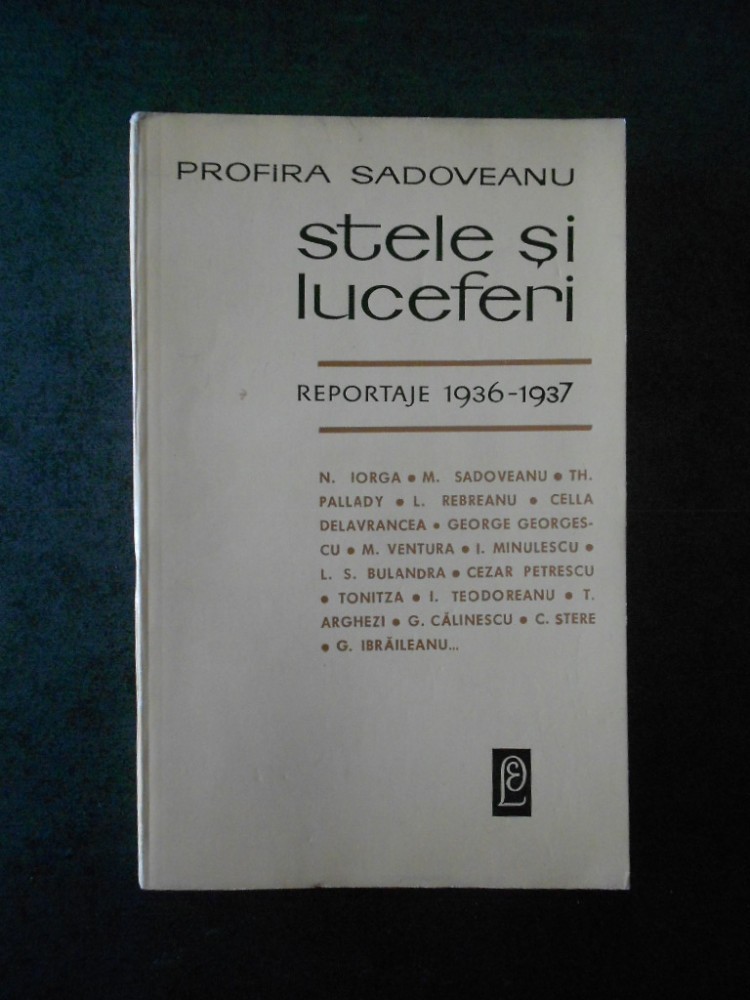 PROFIRA SADOVEANU
stele și
luceferi
REPORTAJE 1936-1937
N. IORGA • M. SADOVEANU • TH.
PALLADY • L. REBREANU • CELLA
DELAVRANCEA • GEORGE GEORGES-
CU • M. VENTURA • I. MINULESCU •
L. S. BULANDRA • CEZAR PETRESCU
• TONITZA • I. TEODOREANU • T.
ARGHEZI • G. CĂLINESCU • C. STERE
• G. IBRĂILEANU...